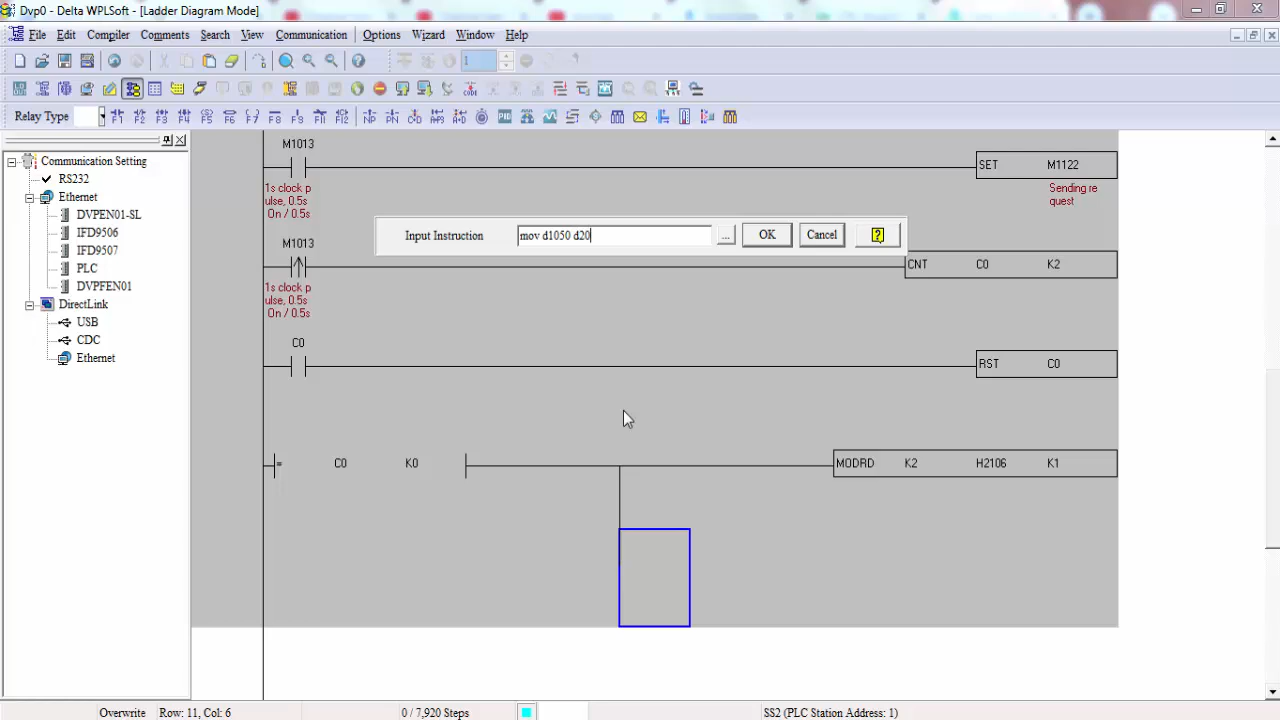 Dvp0 - Delta WPLSoft - [Ladder Diagram Mode]
File Edit Compiler Comments Search View Communication Options Wizard Window Help
1
Relay Type
Communication Setting
RS232
Ethernet
DVPEN01-SL
IFD9506
IFD9507
PLC
DVPFEN01
DirectLink
USB
CDC
Ethernet
M1013
SET M1122
1s clock p
ulse, 0.5s
On / 0.5s
Sending re
quest
Input Instruction mov d1050 d20 ... OK Cancel ?
M1013
CNT C0 K2
1s clock p
ulse, 0.5s
On / 0.5s
C0
RST C0
= C0 K0 MODRD K2 H2106 K1
Overwrite Row: 11, Col: 6 0 / 7,920 Steps SS2 (PLC Station Address: 1)